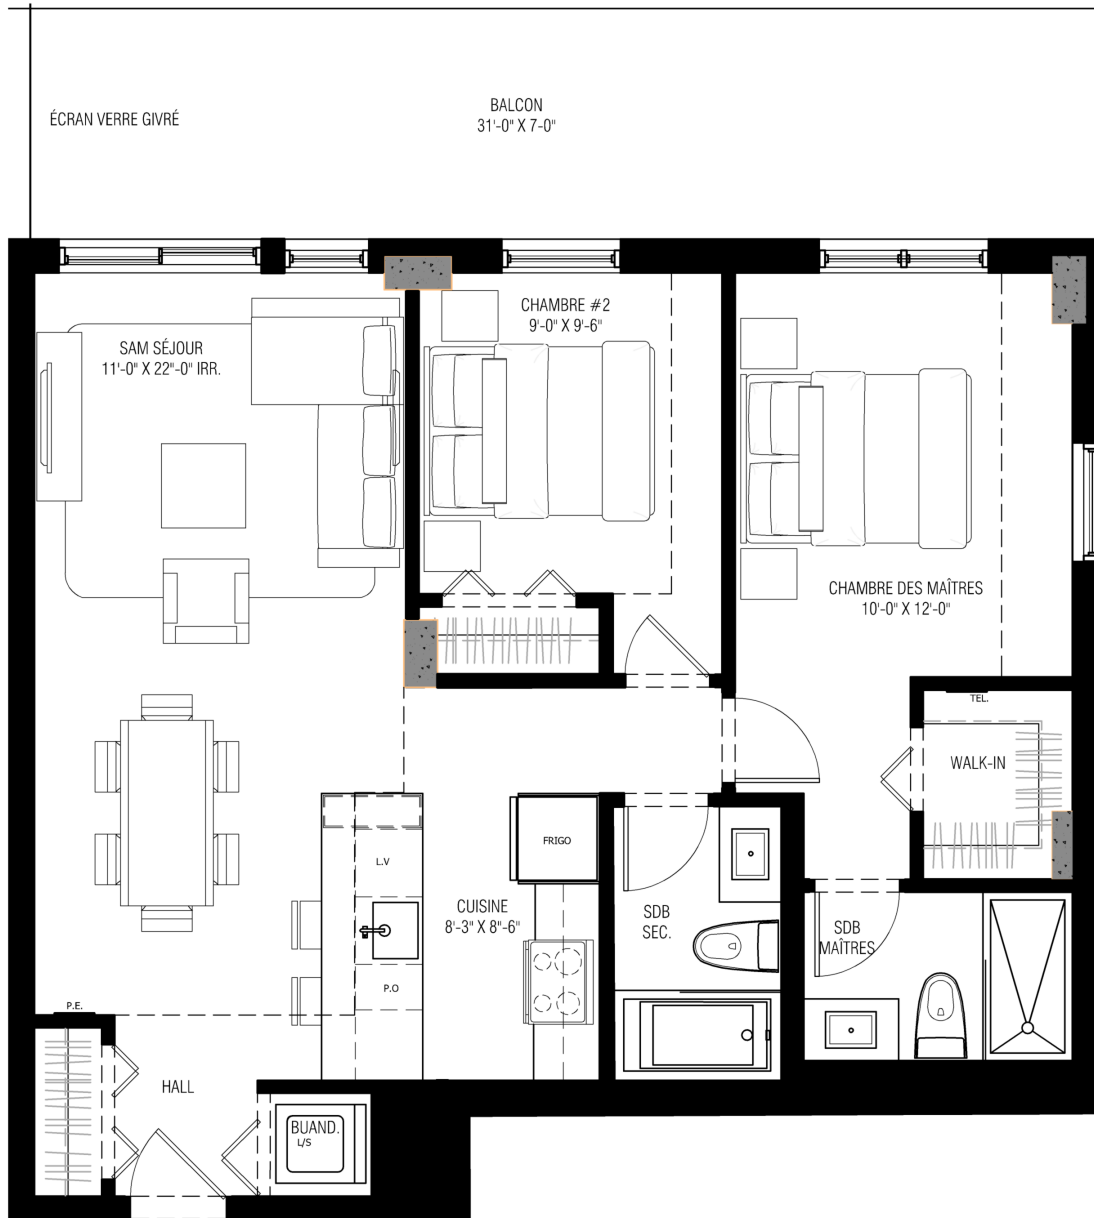 ÉCRAN VERRE GIVRÉ
BALCON
31'-0" X 7-0"
CHAMBRE #2
9'-0" X 9'-6"
SAM SÉJOUR
11'-0" X 22"-0" IRR.
CHAMBRE DES MAÎTRES
10'-0" X 12'-0"
TEL.
WALK-IN
FRIGO
L.V
CUISINE
8'-3" X 8"-6"
SDB
SEC.
SDB
MAÎTRES
P.O
P.E.
HALL
BUAND.
L/S